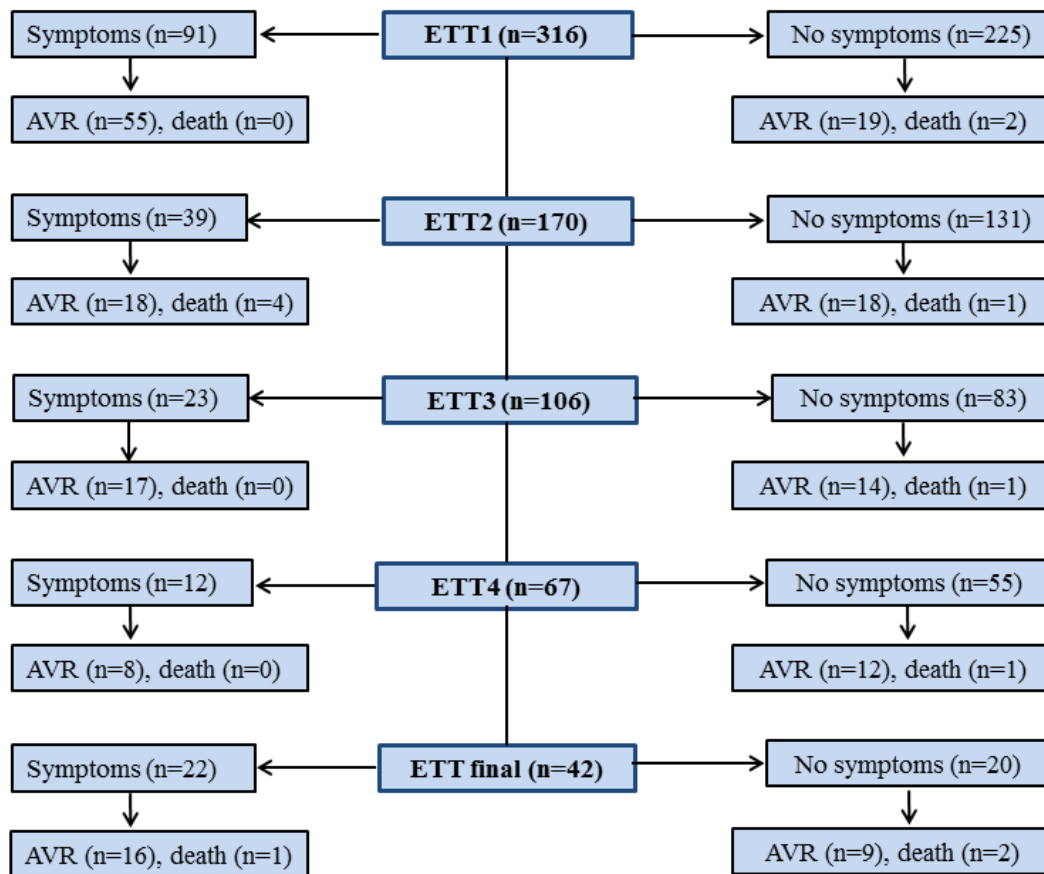 Symptoms (n=91)
ETT1 (n=316)
No symptoms (n=225)
AVR (n=55), death (n=0)
AVR (n=19), death (n=2)
Symptoms (n=39)
ETT2 (n=170)
No symptoms (n=131)
AVR (n=18), death (n=4)
AVR (n=18), death (n=1)
Symptoms (n=23)
ETT3 (n=106)
No symptoms (n=83)
AVR (n=17), death (n=0)
AVR (n=14), death (n=1)
Symptoms (n=12)
ETT4 (n=67)
No symptoms (n=55)
AVR (n=8), death (n=0)
AVR (n=12), death (n=1)
Symptoms (n=22)
ETT final (n=42)
No symptoms (n=20)
AVR (n=16), death (n=1)
AVR (n=9), death (n=2)